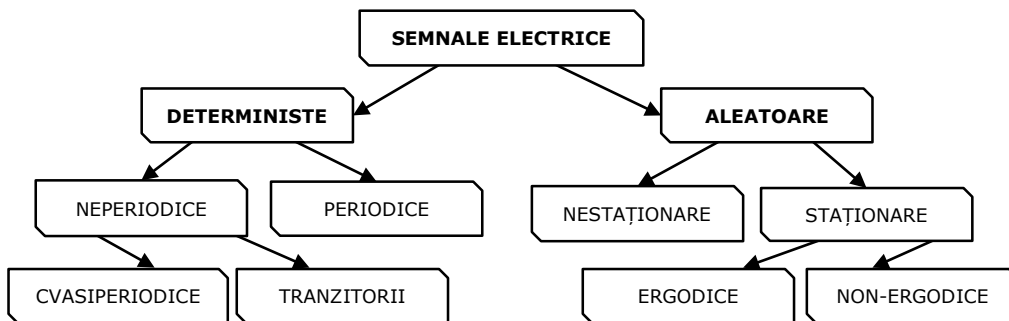 SEMNALE ELECTRICE
DETERMINISTE
ALEATOARE
NEPERIODICE
PERIODICE
NESTAȚIONARE
STAȚIONARE
CVASIPERIODICE
TRANZITORII
ERGODICE
NON-ERGODICE